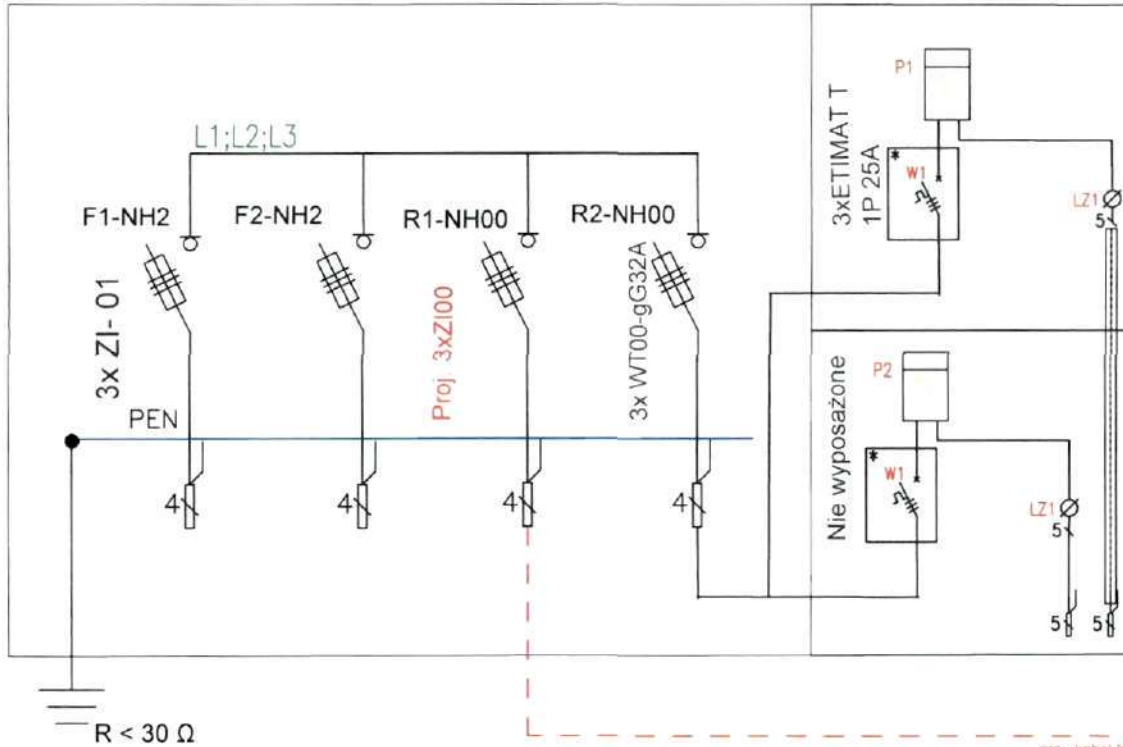 L1;L2;L3
F1-NH2
F2-NH2
R1-NH00
R2-NH00
3x ZI- 01
Proj. 3xZI00
3x WT00-gG32A
PEN
4
4
4
R < 30 Ω
3xETIMAT T
1P 25A
P1
*
W1
LZ1
5
Nie wyposażone
P2
*
W1
LZ1
5
5
5